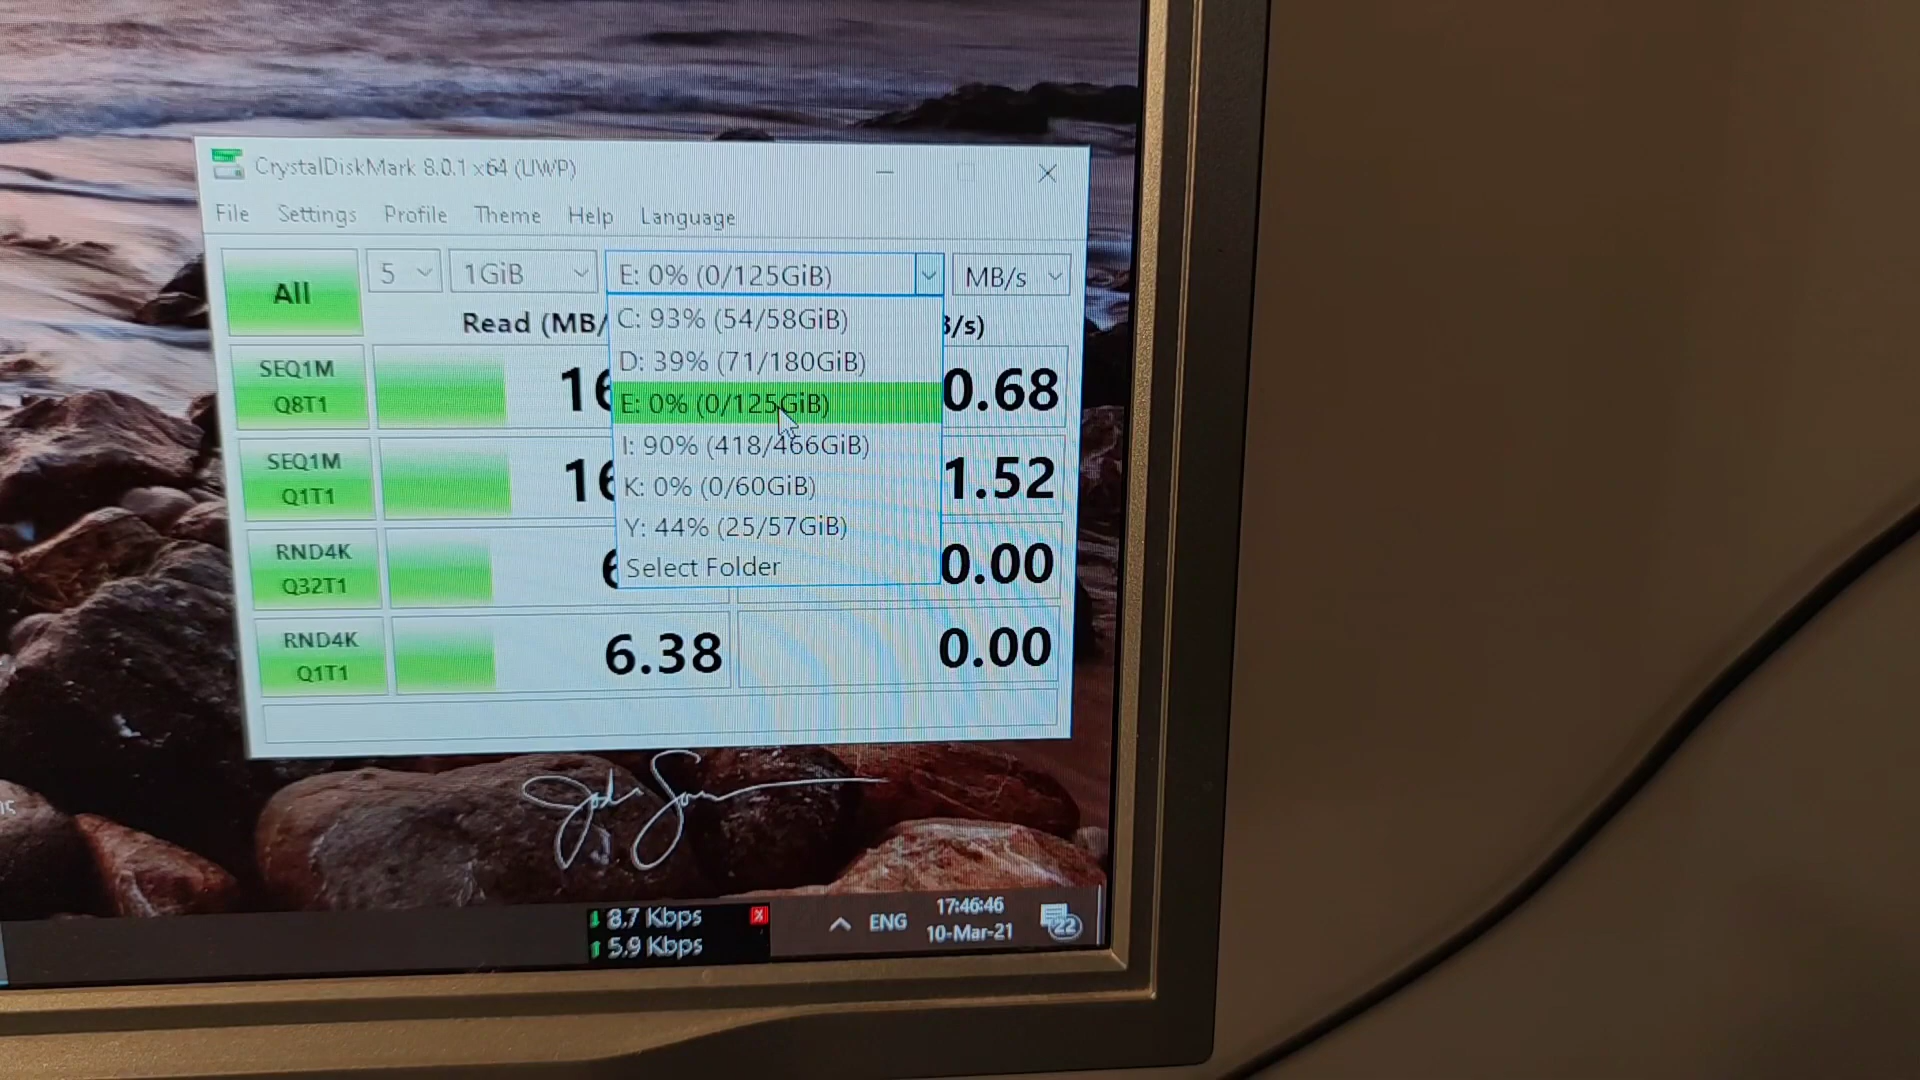 CrystalDiskMark 8.0.1 x64 (UWP)
File Settings Profile Theme Help Language
All 5 1GiB E: 0% (0/125GiB) MB/s
Read (MB/ B/s)
C: 93% (54/58GiB)
D: 39% (71/180GiB)
E: 0% (0/125GiB)
I: 90% (418/466GiB)
K: 0% (0/60GiB)
Y: 44% (25/57GiB)
Select Folder
SEQ1M
Q8T1
16 0.68
SEQ1M
Q1T1
16 1.52
RND4K
Q32T1
6 0.00
RND4K
Q1T1
6.38 0.00
8.7 Kbps
5.9 Kbps
ENG
17:46:46
10-Mar-21
22